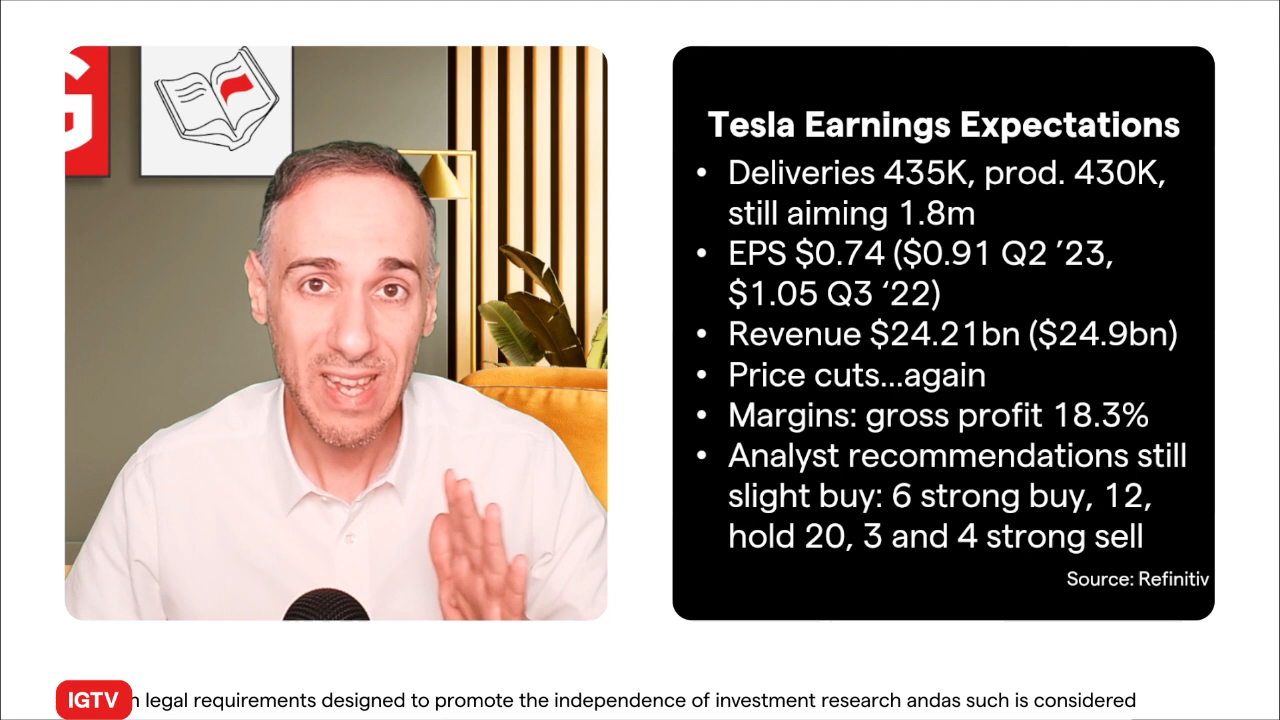 Tesla Earnings Expectations
• Deliveries 435K, prod. 430K,
still aiming 1.8m
• EPS $0.74 ($0.91 Q2 ’23,
$1.05 Q3 ‘22)
• Revenue $24.21bn ($24.9bn)
• Price cuts...again
• Margins: gross profit 18.3%
• Analyst recommendations still
slight buy: 6 strong buy, 12,
hold 20, 3 and 4 strong sell
Source: Refinitiv
IGTV legal requirements designed to promote the independence of investment research andas such is considered